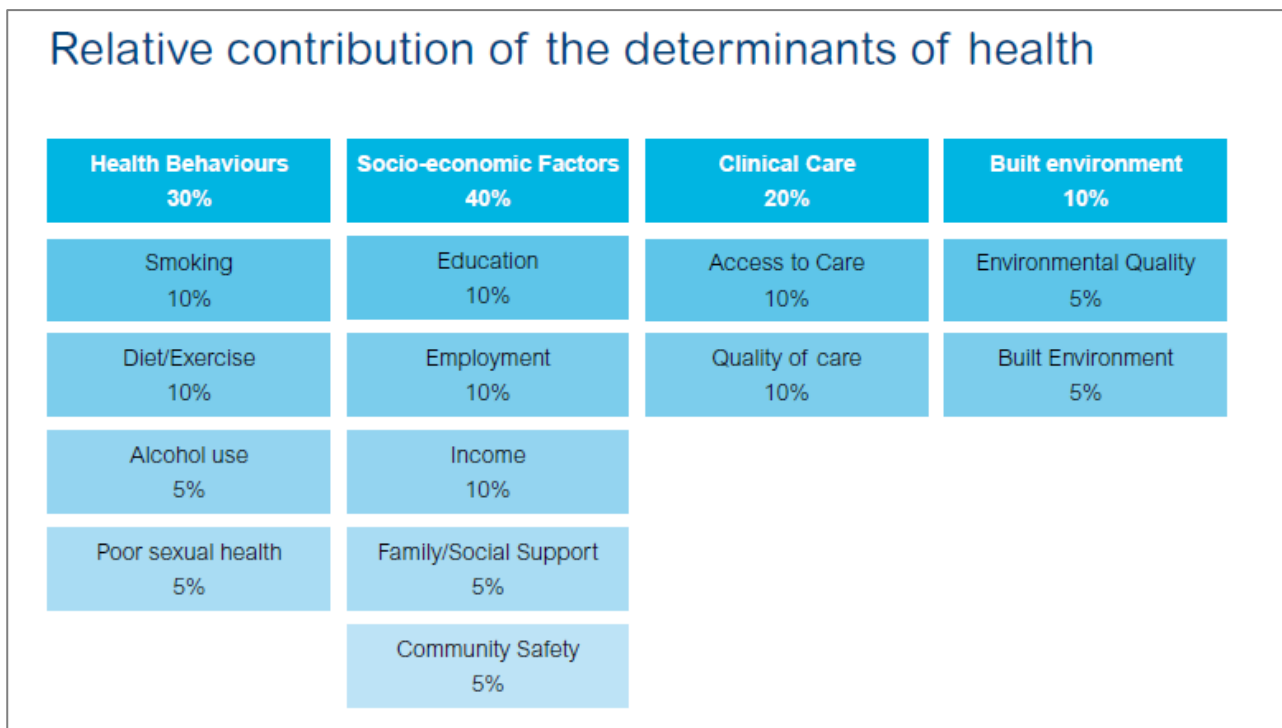 Relative contribution of the determinants of health
Health Behaviours
30%
Smoking
10%
Diet/Exercise
10%
Alcohol use
5%
Poor sexual health
5%
Socio-economic Factors
40%
Education
10%
Employment
10%
Income
10%
Family/Social Support
5%
Community Safety
5%
Clinical Care
20%
Access to Care
10%
Quality of care
10%
Built environment
10%
Environmental Quality
5%
Built Environment
5%